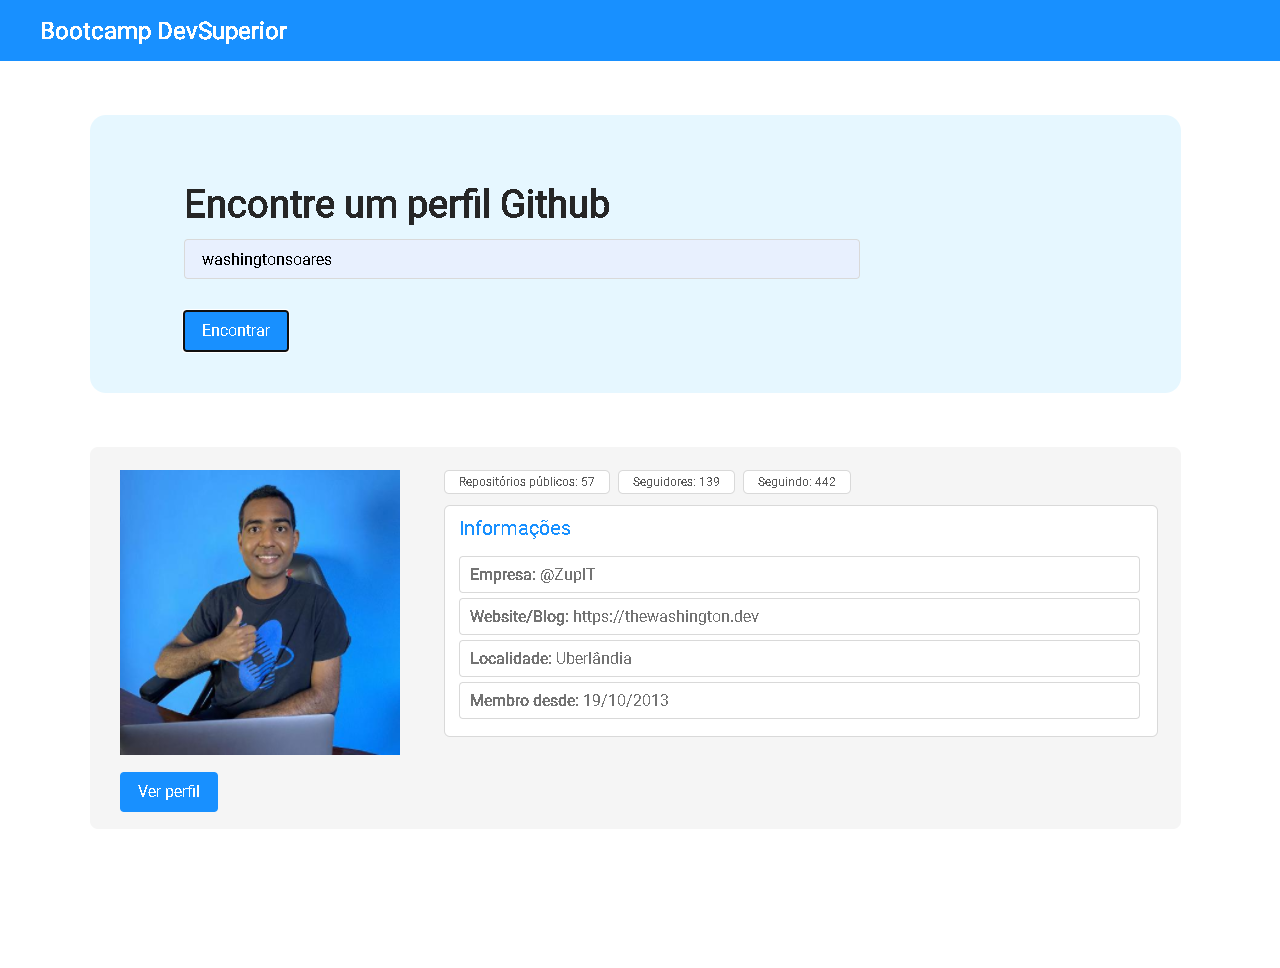 Bootcamp DevSuperior
Encontre um perfil Github
washingtonsoares
Encontrar
Repositórios públicos: 57
Seguidores: 139
Seguindo: 442
Informações
Empresa: @ZupIT
Website/Blog: https://thewashington.dev
Localidade: Uberlândia
Membro desde: 19/10/2013
Ver perfil